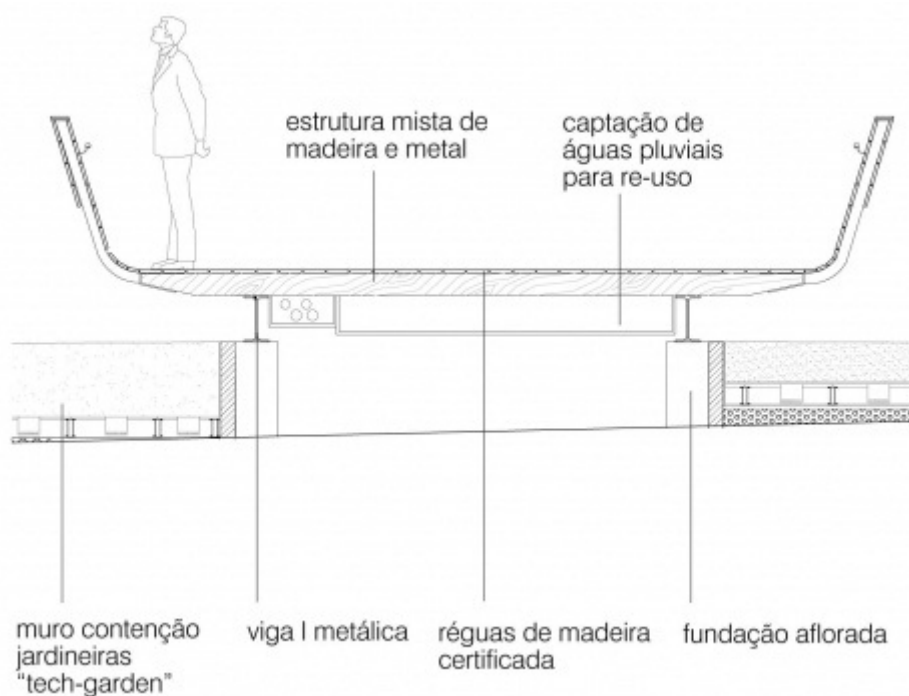 estrutura mista de
madeira e metal
captação de
águas pluviais
para re-uso
muro contenção
jardineiras
“tech-garden”
viga I metálica
réguas de madeira
certificada
fundação aflorada